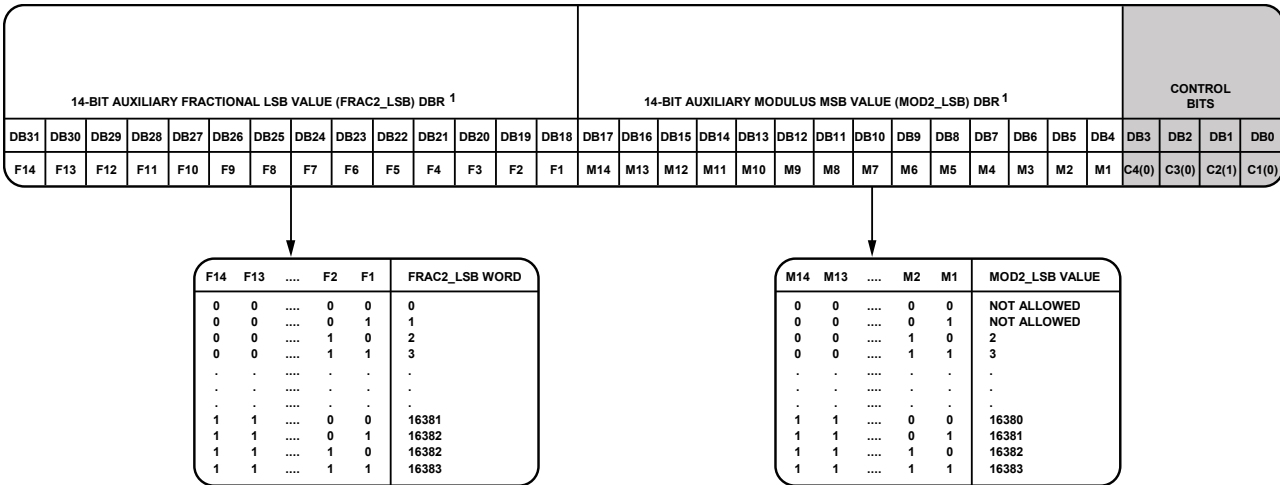 14-BIT AUXILIARY FRACTIONAL LSB VALUE (FRAC2_LSB) DBR 1 14-BIT AUXILIARY MODULUS MSB VALUE (MOD2_LSB) DBR 1 CONTROL BITS
DB31 DB30 DB29 DB28 DB27 DB26 DB25 DB24 DB23 DB22 DB21 DB20 DB19 DB18 DB17 DB16 DB15 DB14 DB13 DB12 DB11 DB10 DB9 DB8 DB7 DB6 DB5 DB4 DB3 DB2 DB1 DB0
F14 F13 F12 F11 F10 F9 F8 F7 F6 F5 F4 F3 F2 F1 M14 M13 M12 M11 M10 M9 M8 M7 M6 M5 M4 M3 M2 M1 C4(0) C3(0) C2(1) C1(0)
F14 F13 .... F2 F1 FRAC2_LSB WORD
0 0 .... 0 0 0
0 0 .... 0 1 1
0 0 .... 1 0 2
0 0 .... 1 1 3
. . .... . . .
. . .... . . .
. . .... . . .
1 1 .... 0 0 16381
1 1 .... 0 1 16382
1 1 .... 1 0 16382
1 1 .... 1 1 16383
M14 M13 .... M2 M1 MOD2_LSB VALUE
0 0 .... 0 0 NOT ALLOWED
0 0 .... 0 1 NOT ALLOWED
0 0 .... 1 0 2
0 0 .... 1 1 3
. . .... . . .
. . .... . . .
. . .... . . .
1 1 .... 0 0 16380
1 1 .... 0 1 16381
1 1 .... 1 0 16382
1 1 .... 1 1 16383